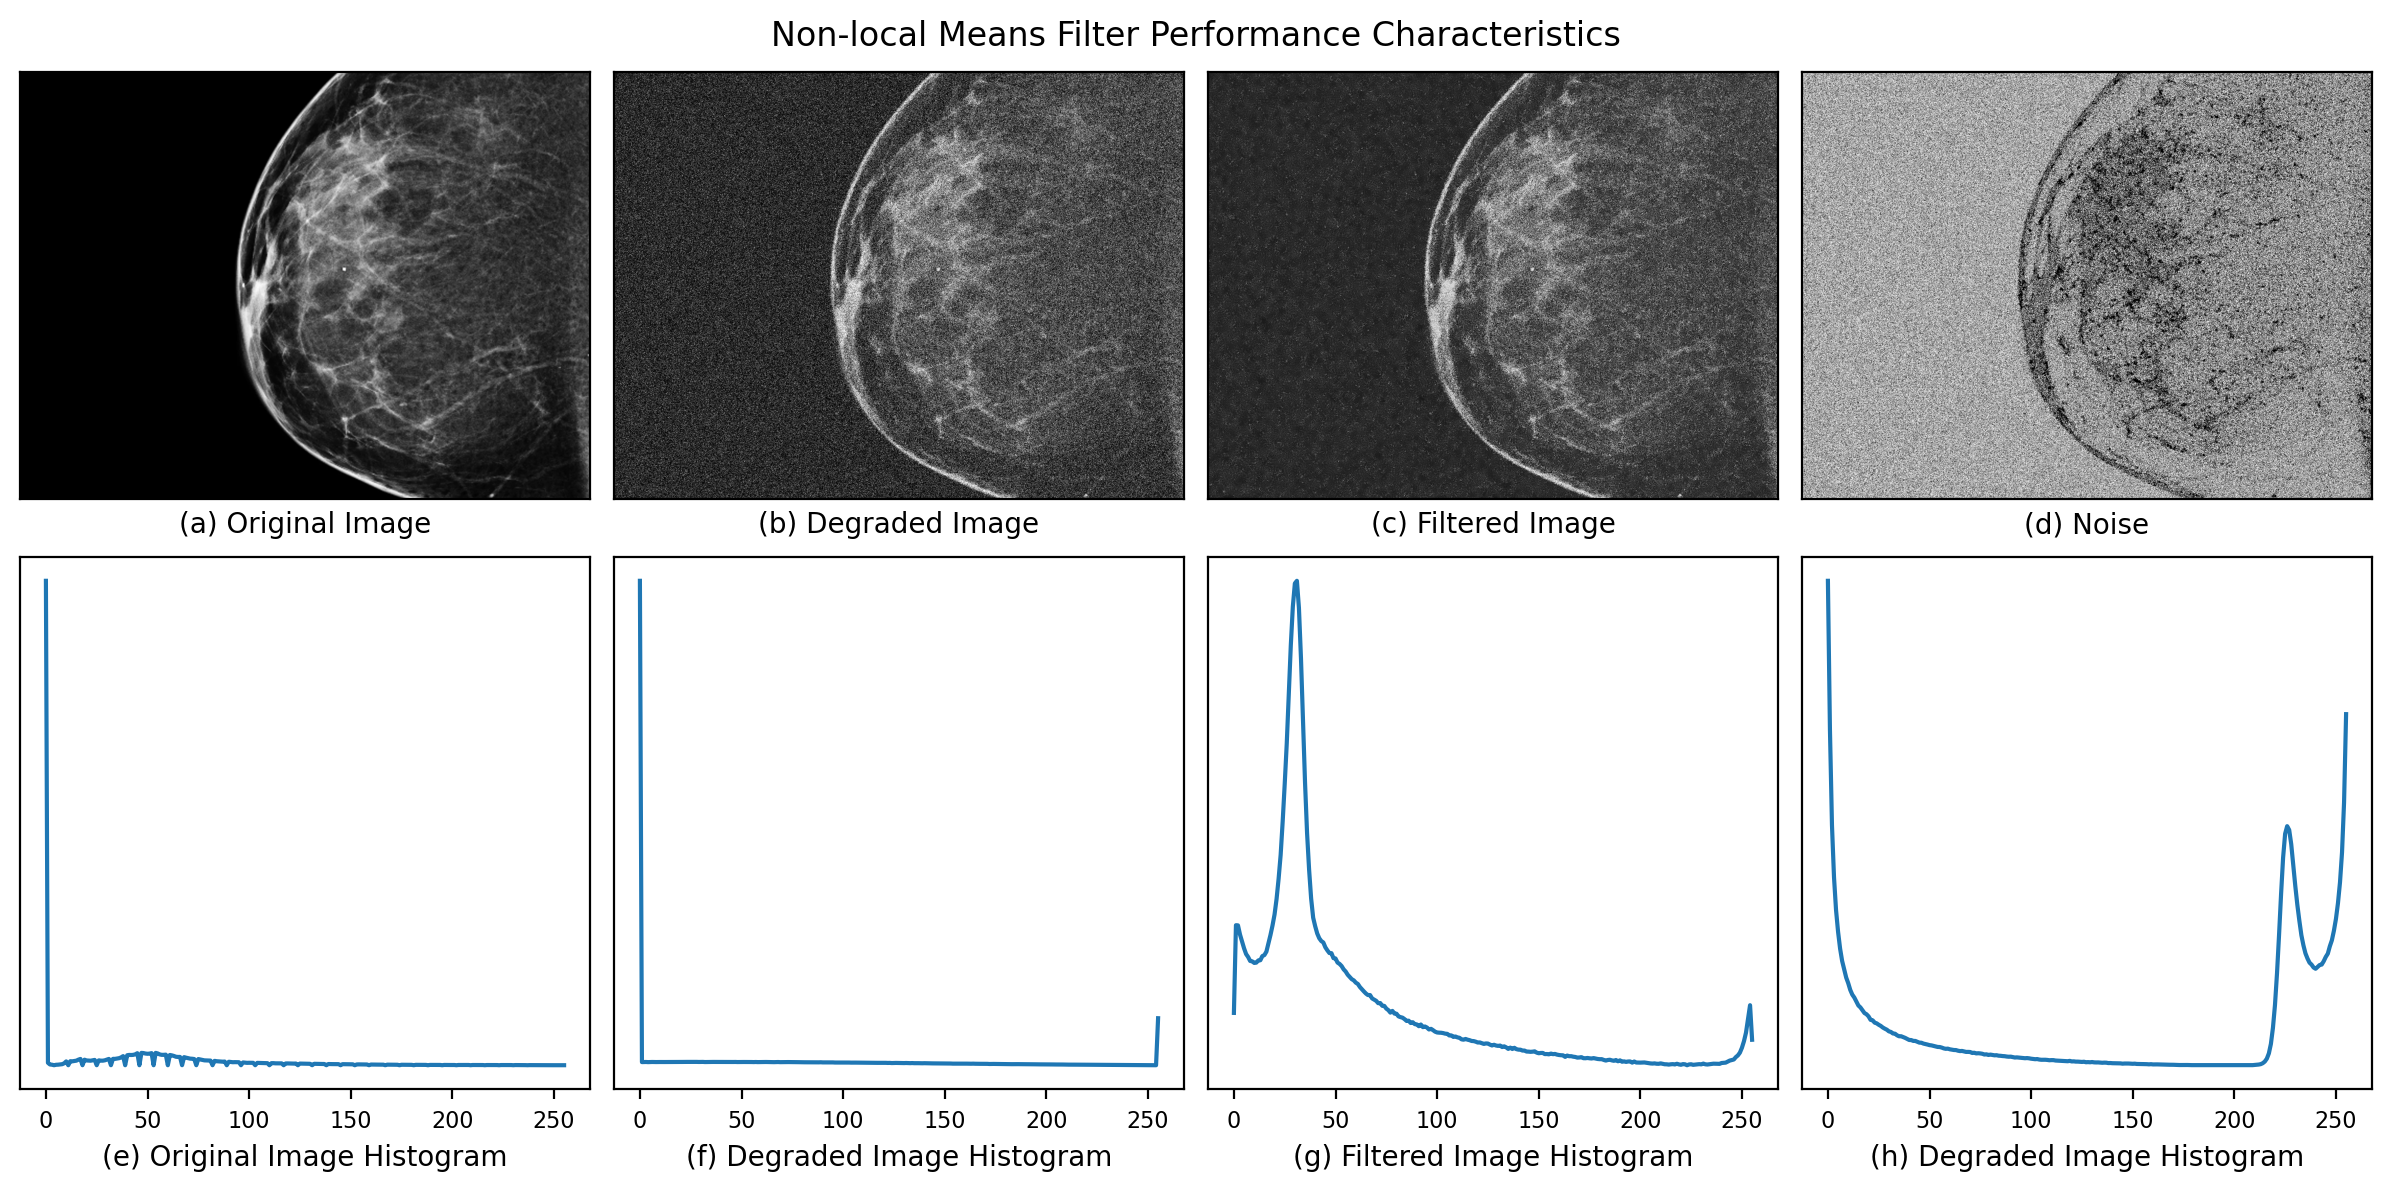 Non-local Means Filter Performance Characteristics
(a) Original Image
(b) Degraded Image
(c) Filtered Image
(d) Noise
0 50 100 150 200 250
(e) Original Image Histogram
0 50 100 150 200 250
(f) Degraded Image Histogram
0 50 100 150 200 250
(g) Filtered Image Histogram
0 50 100 150 200 250
(h) Degraded Image Histogram